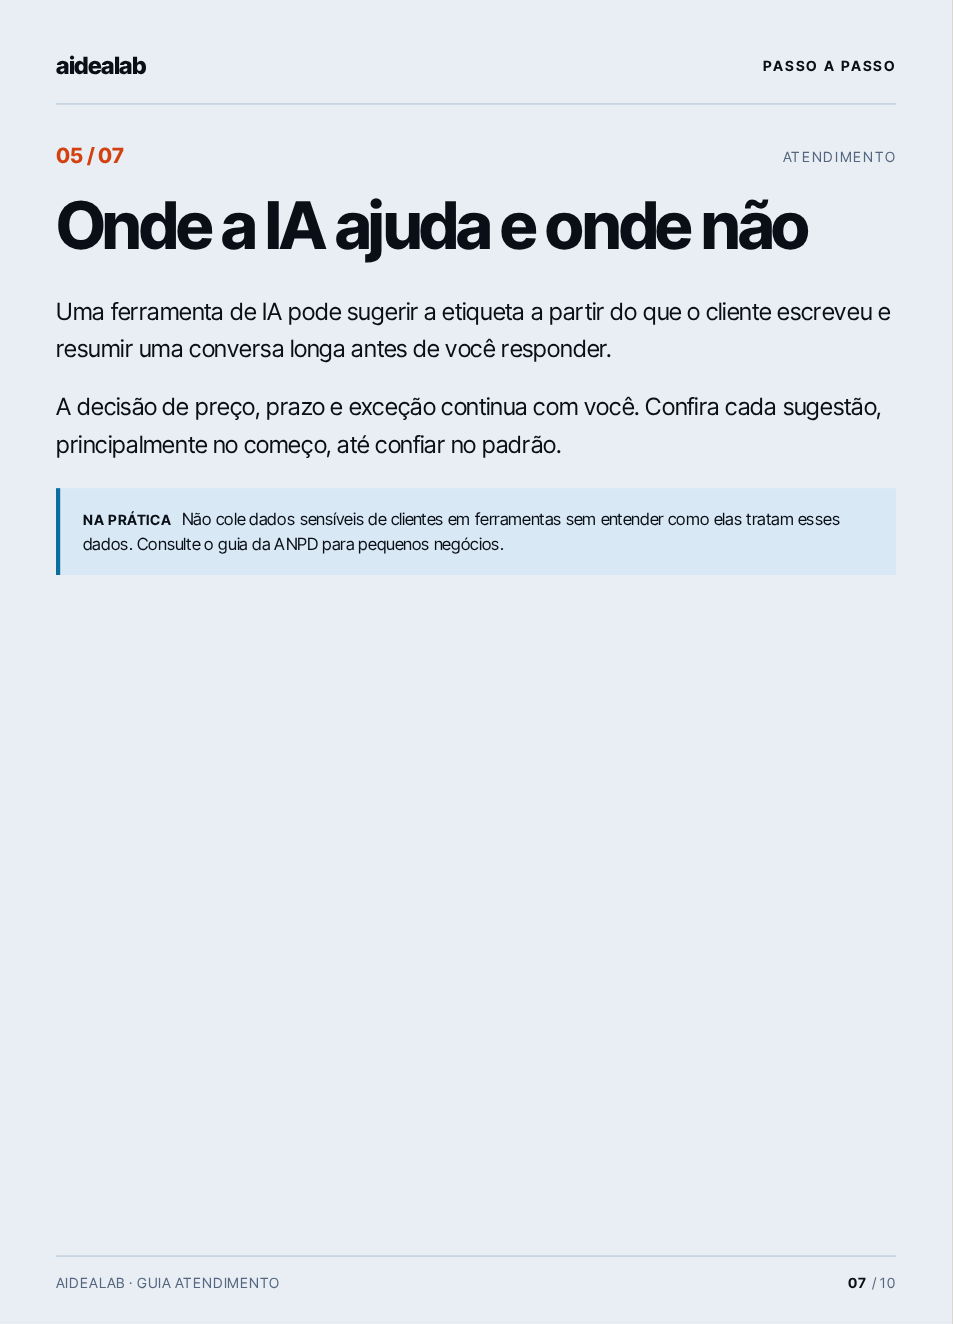 aidealab
PASSO A PASSO
05 / 07
ATENDIMENTO
Onde a IA ajuda e onde não
Uma ferramenta de IA pode sugerir a etiqueta a partir do que o cliente escreveu e
resumir uma conversa longa antes de você responder.
A decisão de preço, prazo e exceção continua com você. Confira cada sugestão,
principalmente no começo, até confiar no padrão.
NA PRÁTICA Não cole dados sensíveis de clientes em ferramentas sem entender como elas tratam esses
dados. Consulte o guia da ANPD para pequenos negócios.
AIDEALAB · GUIA ATENDIMENTO
07 / 10